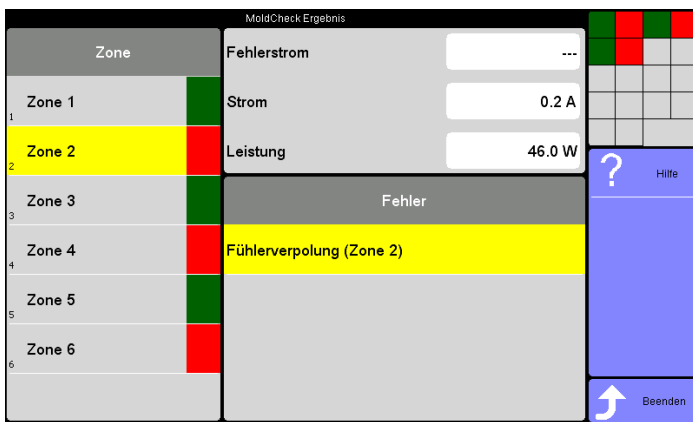 MoldCheck Ergebnis
Zone
1 Zone 1
2 Zone 2
3 Zone 3
4 Zone 4
5 Zone 5
6 Zone 6
Fehlerstrom ---
Strom 0.2 A
Leistung 46.0 W
Fehler
Fühlerverpolung (Zone 2)
? Hilfe
Beenden